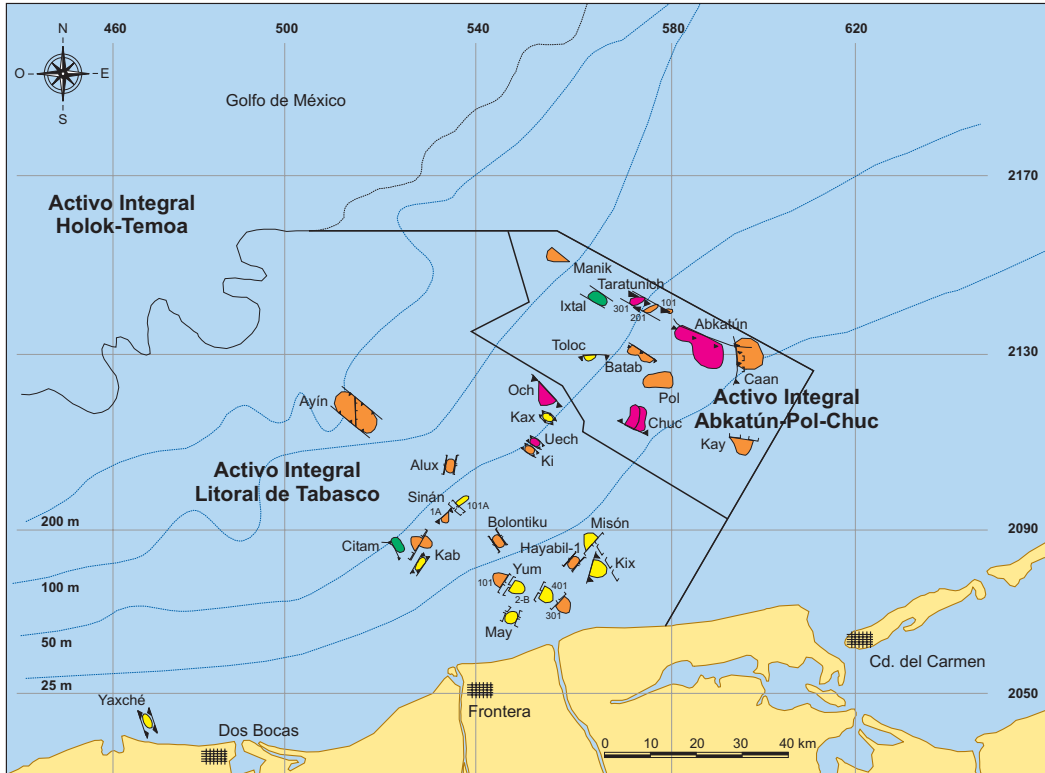 460
500
540
580
620
N
O
E
S
Golfo de México
2170
Activo Integral
Holok-Temoa
Manik
Taratunich
Ixtal
301
201
101
Abkatún
Toloc
2130
Batab
Caan
Och
Pol
Activo Integral
Abkatún-Pol-Chuc
Ayín
Kax
Chuc
Uech
Kay
Ki
Alux
Activo Integral
Litoral de Tabasco
Sinán
101A
1A
200 m
Bolontiku
Misón
2090
Citam
Hayabil-1
Kab
Kix
Yum
101
401
100 m
2-B
301
May
50 m
Cd. del Carmen
25 m
2050
Yaxché
Frontera
Dos Bocas
0 10 20 30 40 km